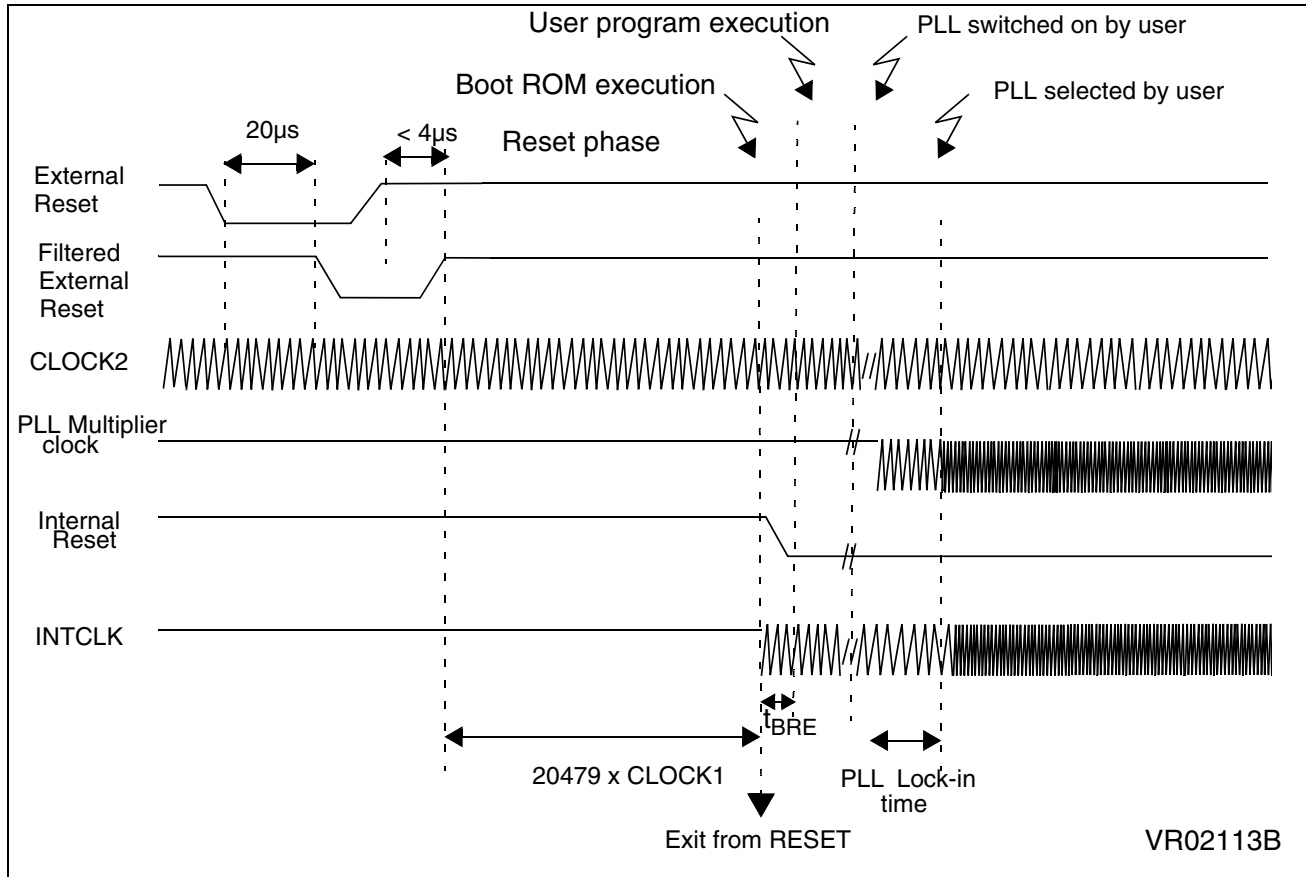 User program execution
PLL switched on by user
Boot ROM execution
PLL selected by user
20µs
< 4µs
Reset phase
External
Reset
Filtered
External
Reset
CLOCK2
PLL Multiplier
clock
Internal
Reset
INTCLK
tBRE
20479 x CLOCK1
PLL Lock-in
time
Exit from RESET
VR02113B